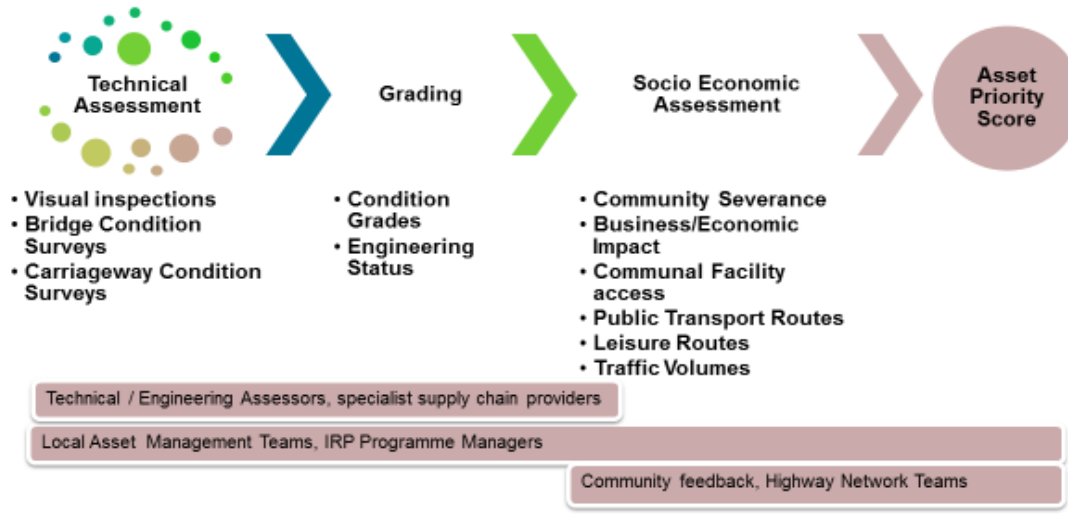 Technical
Assessment
Grading
Socio Economic
Assessment
Asset
Priority
Score
• Visual inspections
• Bridge Condition
Surveys
• Carriageway Condition
Surveys
• Condition
Grades
• Engineering
Status
• Community Severance
• Business/Economic
Impact
• Communal Facility
access
• Public Transport Routes
• Leisure Routes
• Traffic Volumes
Technical / Engineering Assessors, specialist supply chain providers
Local Asset Management Teams, IRP Programme Managers
Community feedback, Highway Network Teams